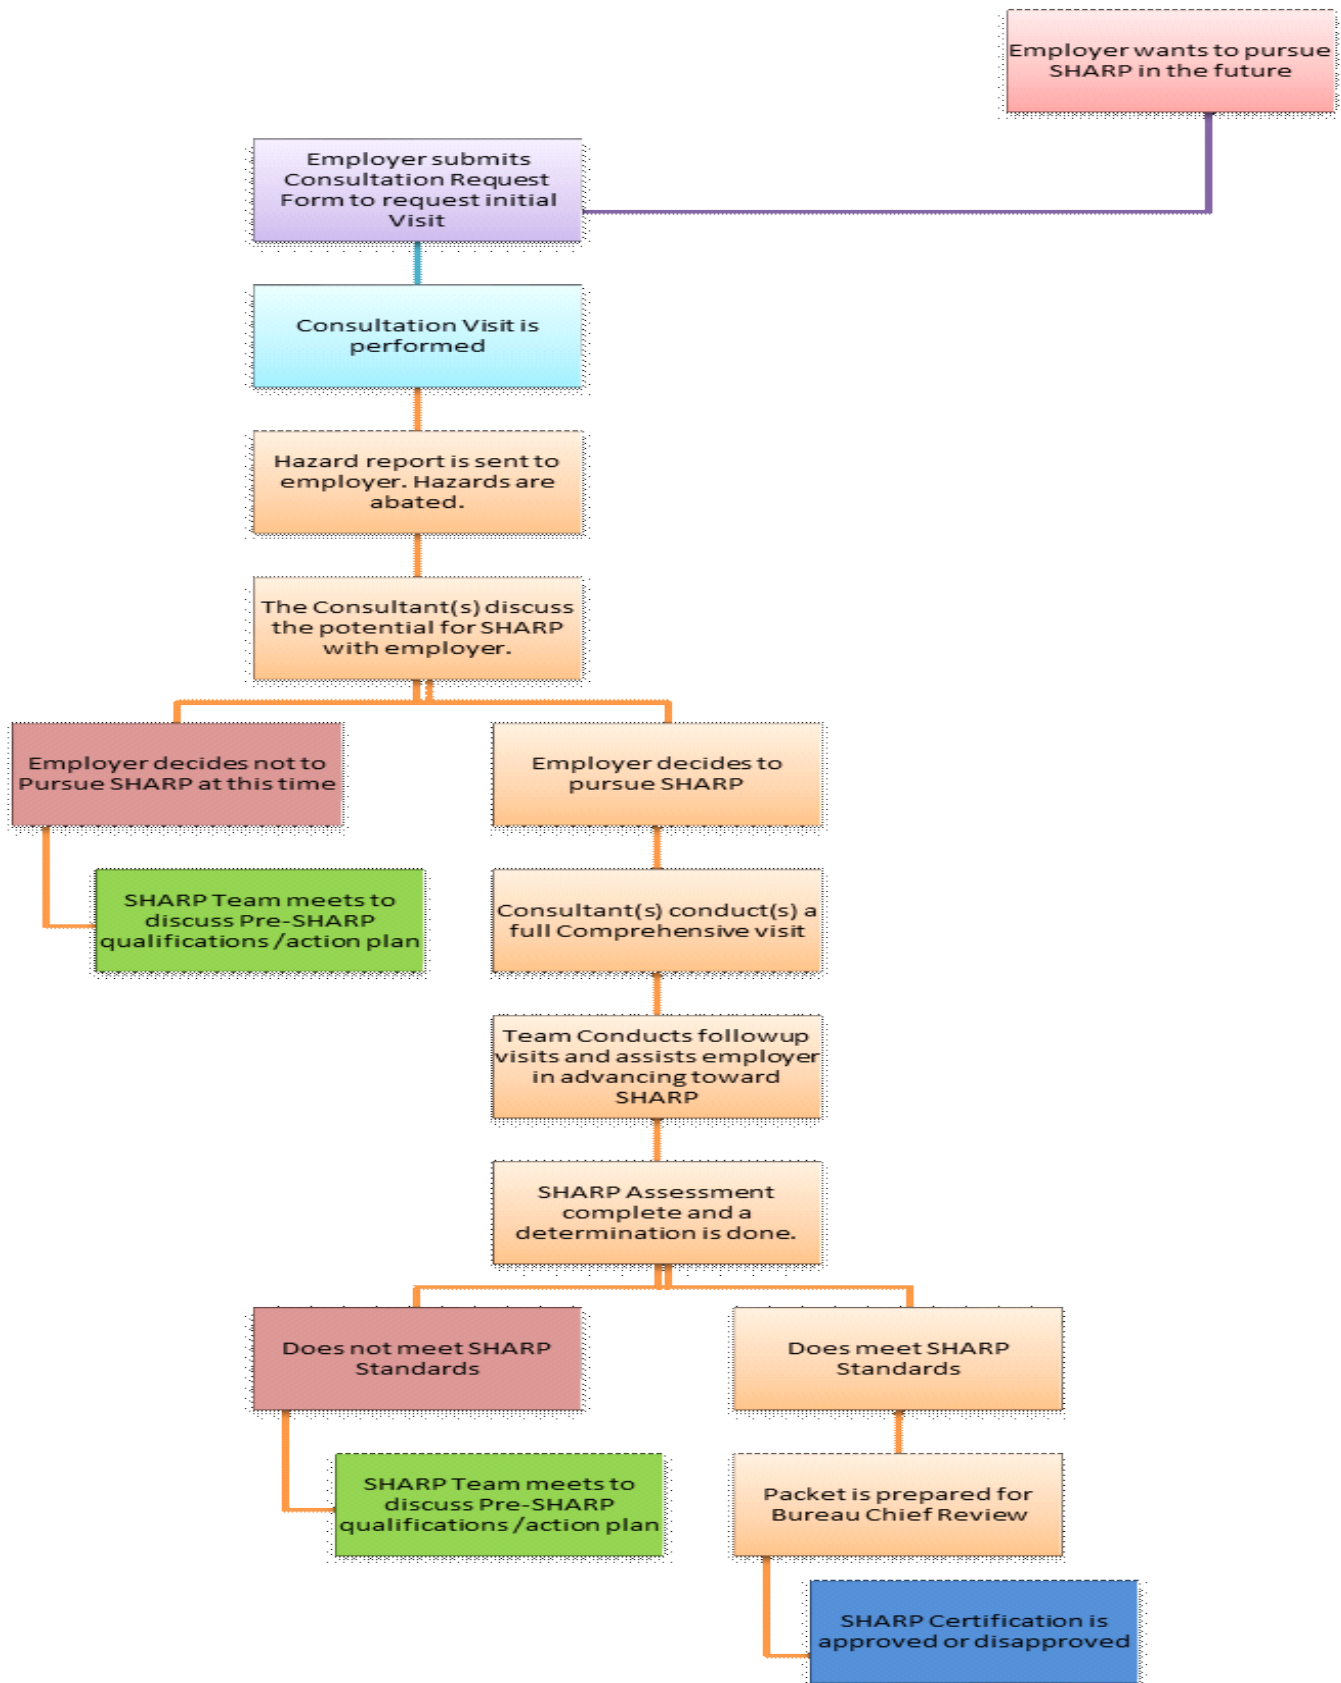 Employer wants to pursue
SHARP in the future
Employer submits
Consultation Request
Form to request initial
Visit
Consultation Visit is
performed
Hazard report is sent to
employer. Hazards are
abated.
The Consultant(s) discuss
the potential for SHARP
with employer.
Employer decides not to
Pursue SHARP at this time
Employer decides to
pursue SHARP
SHARP Team meets to
discuss Pre-SHARP
qualifications /action plan
Consultant(s) conduct(s) a
full Comprehensive visit
Team Conducts followup
visits and assists employer
in advancing toward
SHARP
SHARP Assessment
complete and a
determination is done.
Does not meet SHARP
Standards
Does meet SHARP
Standards
SHARP Team meets to
discuss Pre-SHARP
qualifications /action plan
Packet is prepared for
Bureau Chief Review
SHARP Certification is
approved or disapproved